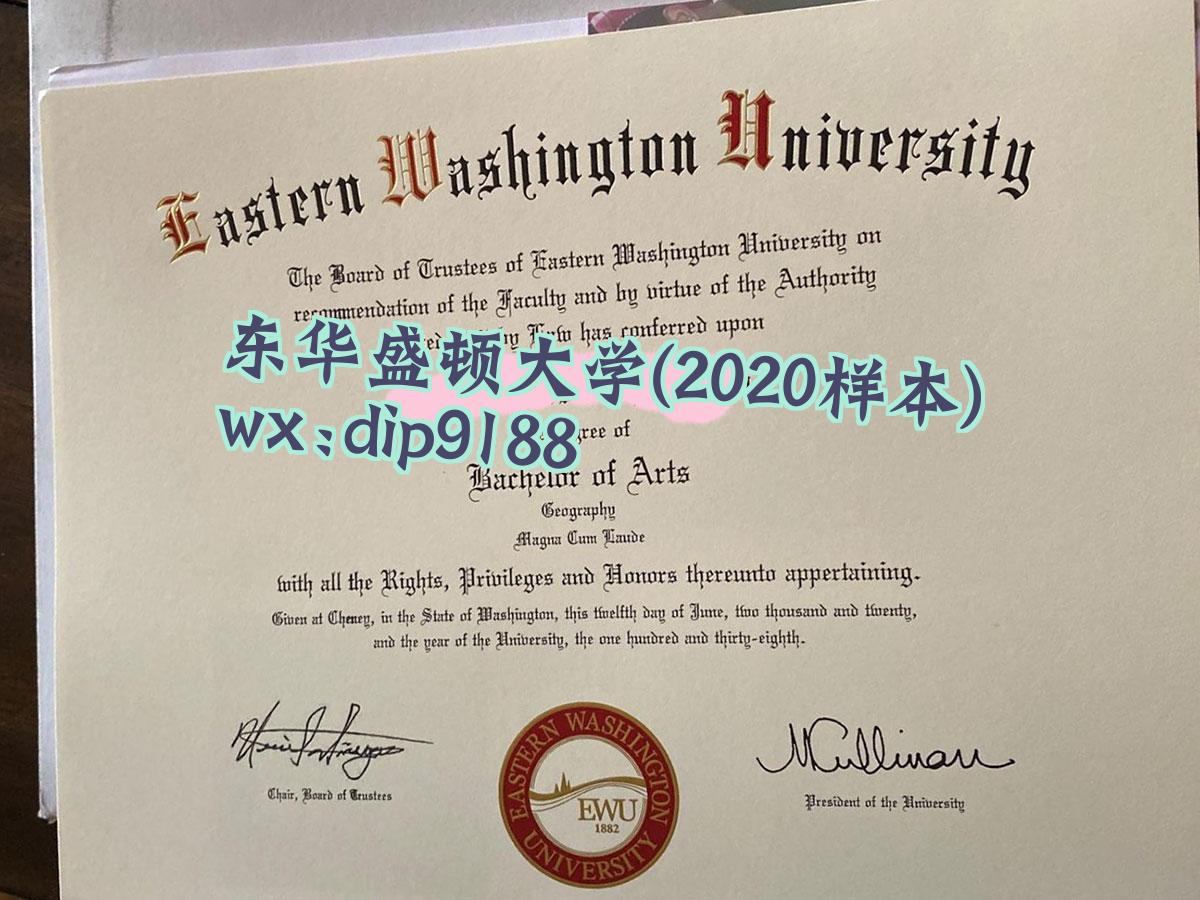 Eastern Washington University
The Board of Trustees of Eastern Washington University on
recommendation of the Faculty and by virtue of the Authority
by Law has conferred upon
东华盛顿大学(2020样本)
wx:dip9188
of
Bachelor of Arts
Geography
Magna Cum Laude
with all the Rights, Privileges and Honors thereunto appertaining.
Given at Cheney, in the State of Washington, this twelfth day of June, two thousand and twenty,
and the year of the University, the one hundred and thirty-eighth.
Chair, Board of Trustees
President of the University
EASTERN WASHINGTON UNIVERSITY
EWU
1882